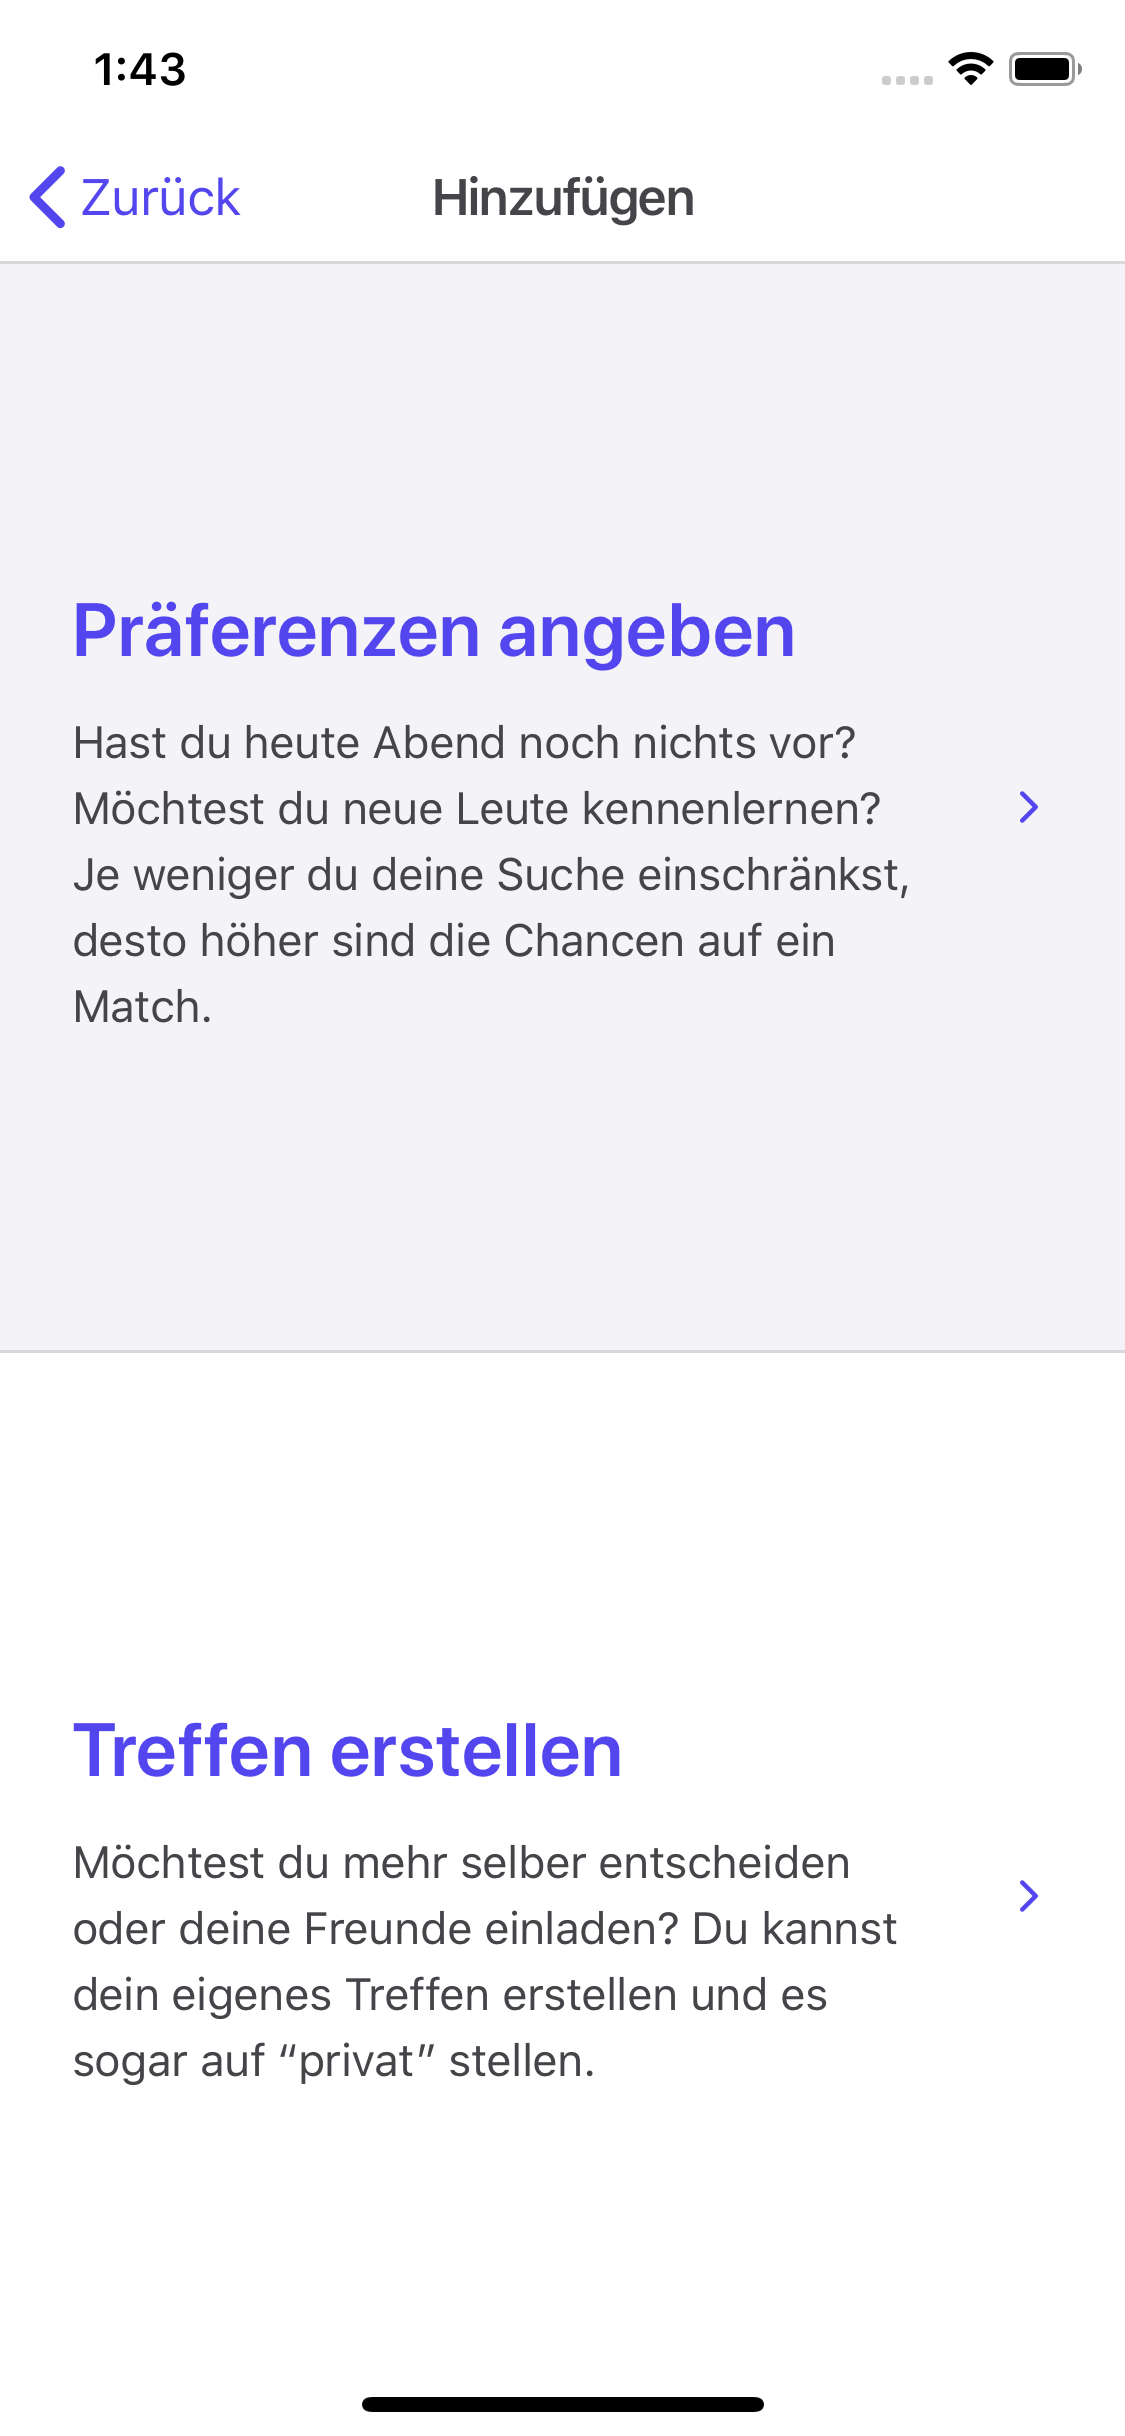 1:43
Zurück
Hinzufügen
Präferenzen angeben
Hast du heute Abend noch nichts vor?
Möchtest du neue Leute kennenlernen?
Je weniger du deine Suche einschränkst,
desto höher sind die Chancen auf ein
Match.
Treffen erstellen
Möchtest du mehr selber entscheiden
oder deine Freunde einladen? Du kannst
dein eigenes Treffen erstellen und es
sogar auf “privat” stellen.